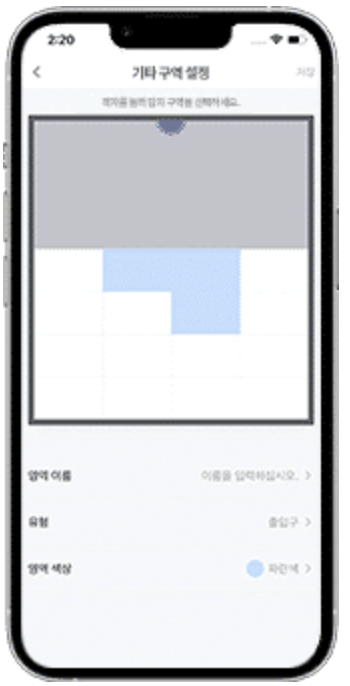 2:20
기타 구역 설정
저장
격자를 눌러 감지 구역을 선택하세요.
영역 이름
이름을 입력하십시오.
유형
출입구
영역 색상
파란색